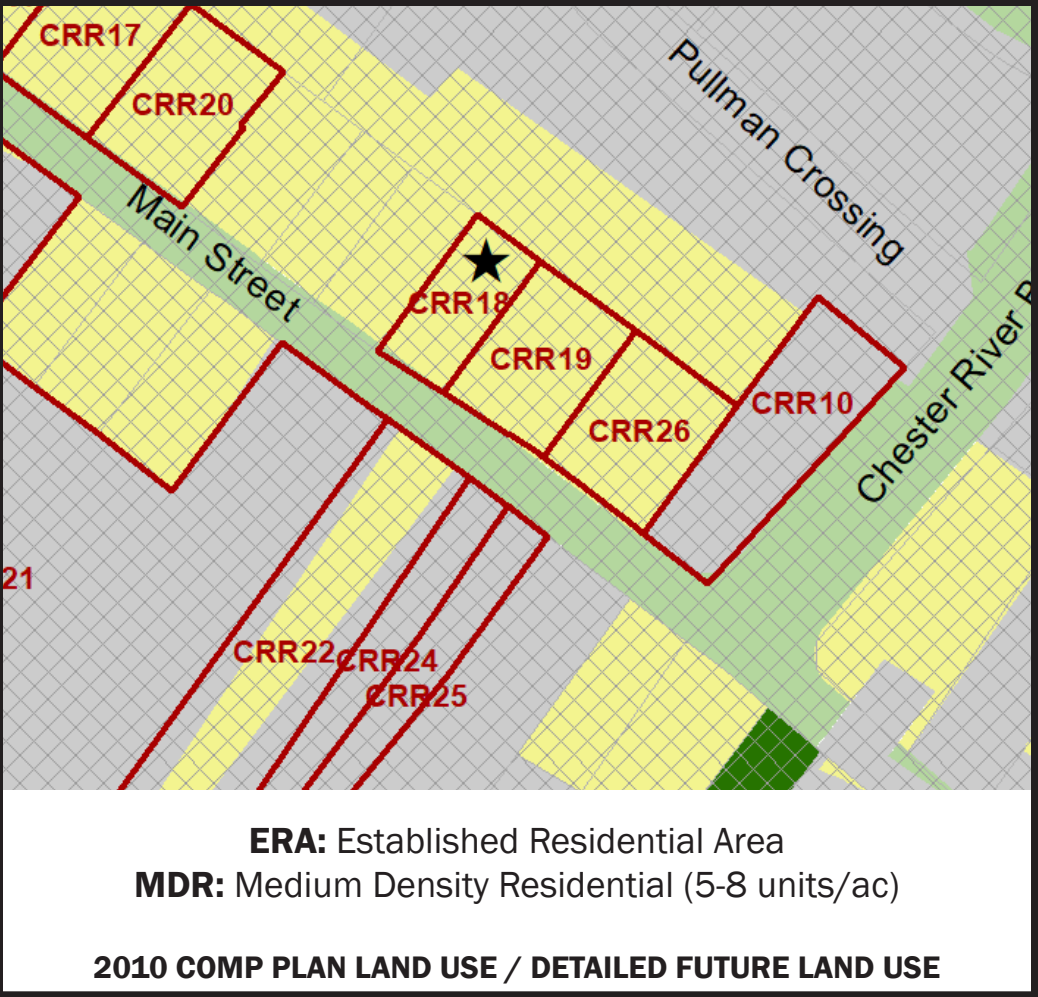 CRR17
CRR20
Pullman Crossing
Main Street
CRR18
CRR19
CRR26
CRR10
Chester River
21
CRR22
CRR24
CRR25
ERA: Established Residential Area
MDR: Medium Density Residential (5-8 units/ac)
2010 COMP PLAN LAND USE / DETAILED FUTURE LAND USE